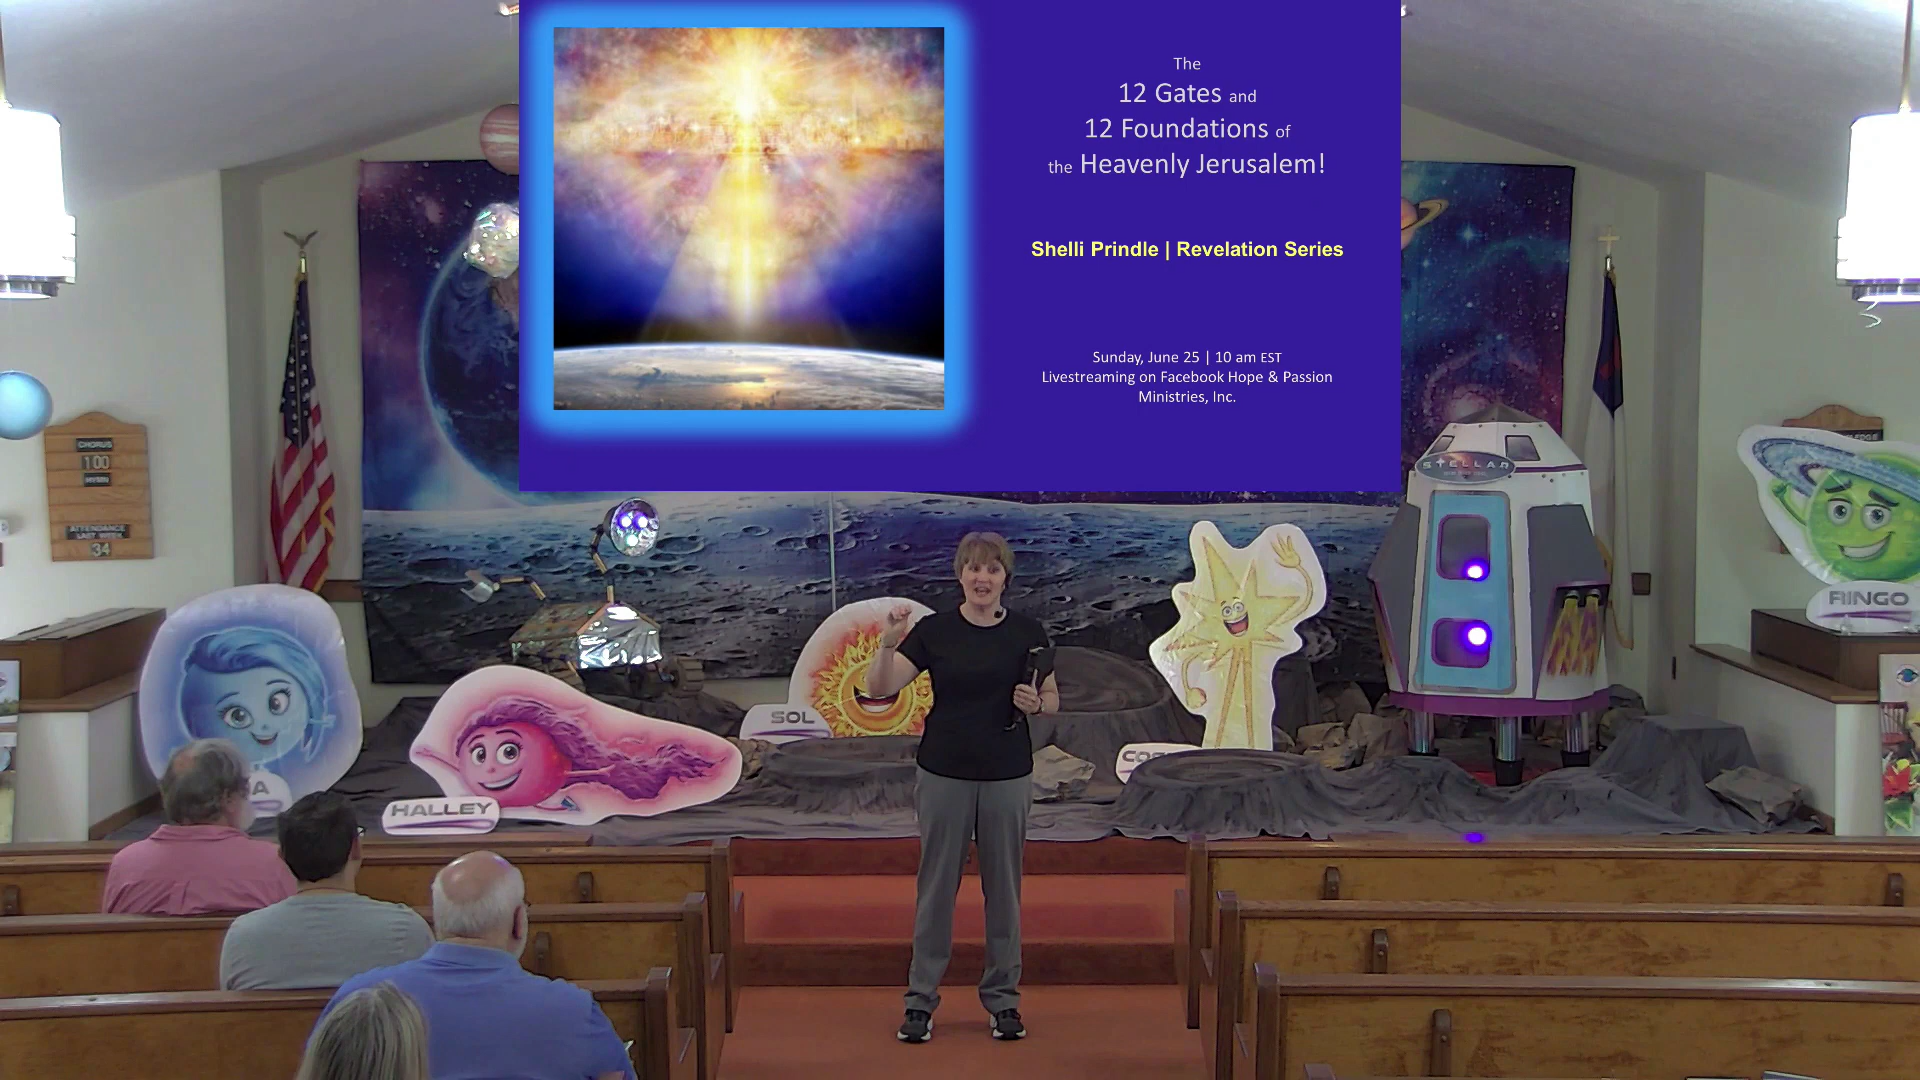 The
12 Gates and
12 Foundations of
the Heavenly Jerusalem!
Shelli Prindle | Revelation Series
Sunday, June 25 | 10 am EST
Livestreaming on Facebook Hope & Passion
Ministries, Inc.
CHORUS
100
HYMN
ATTENDANCE
LAST WEEK
34
STELLAR
RINGO
SOL
HALLEY